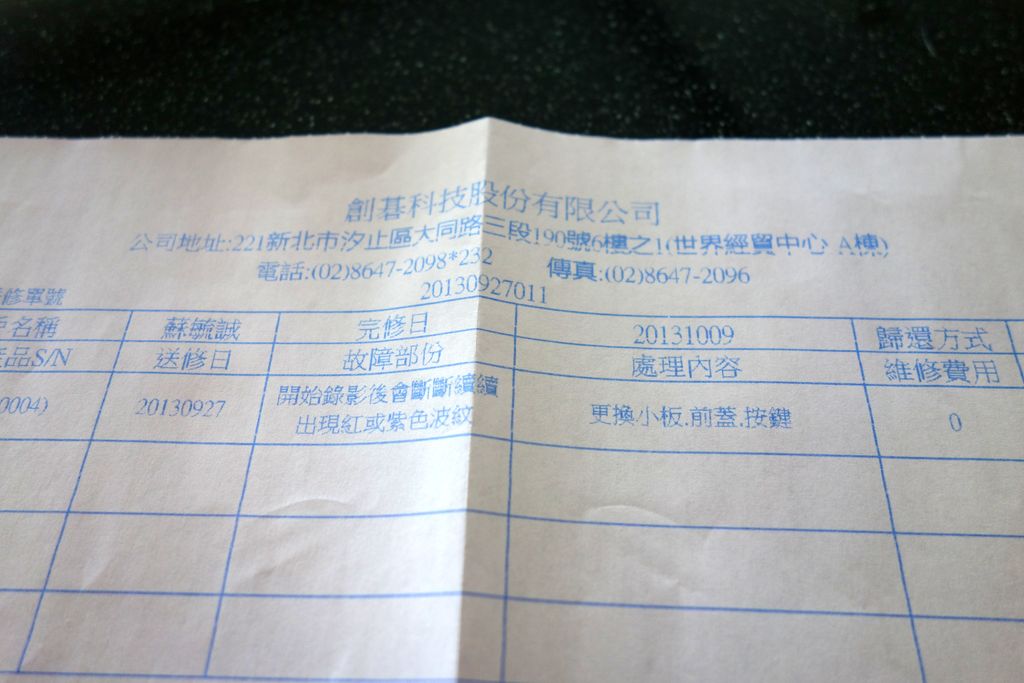 創碁科技股份有限公司
公司地址:221新北市汐止區大同路三段190號6樓之1(世界經貿中心 A棟)
電話:(02)8647-2098*232 傳真:(02)8647-2096
修單號 20130927011
戶名稱 蘇毓誠 完修日 20131009 歸還方式
產品S/N 送修日 故障部份 處理內容 維修費用
0004) 20130927 開始錄影後會斷斷續續 更換小板.前蓋.按鍵 0
出現紅或紫色波紋